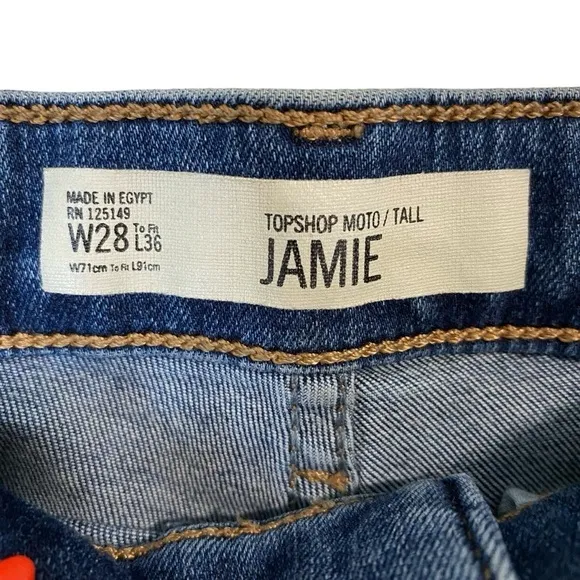 MADE IN EGYPT
RN 125149
W28 To Fit L36
W71cm To Fit L91cm
TOPSHOP MOTO / TALL
JAMIE